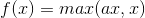 f(x) = max(ax, x)